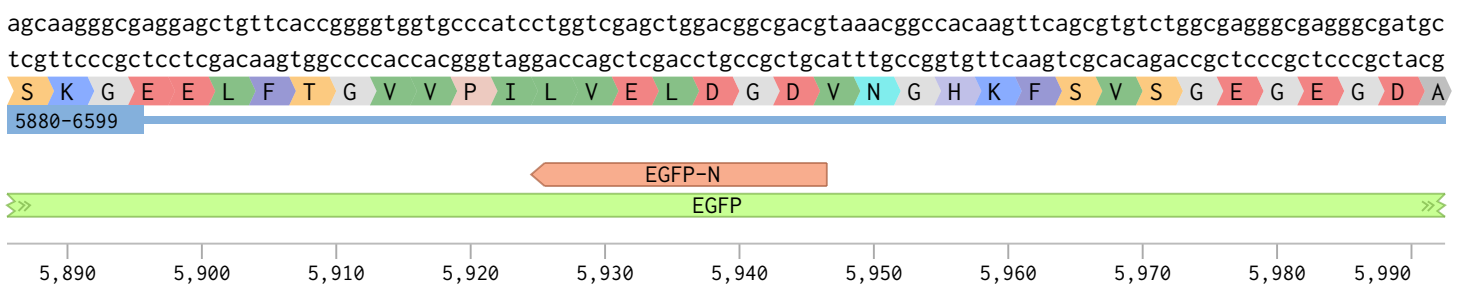 agcaagggcgaggagctgttcaccggggtggtgcccatcctggtcgagctggacggcgacgtaaacggccacaagttcagcgtgtctggcgagggcgagggcgatgc
tcgttcccgctcctcgacaagtggccccaccacgggtaggaccagctcgacctgccgctgcatttgccggtgttcaagtcgcacagaccgctcccgctcccgctacg
S K G E E L F T G V V P I L V E L D G D V N G H K F S V S G E G E G D A
5880-6599
EGFP-N
EGFP
5,890 5,900 5,910 5,920 5,930 5,940 5,950 5,960 5,970 5,980 5,990